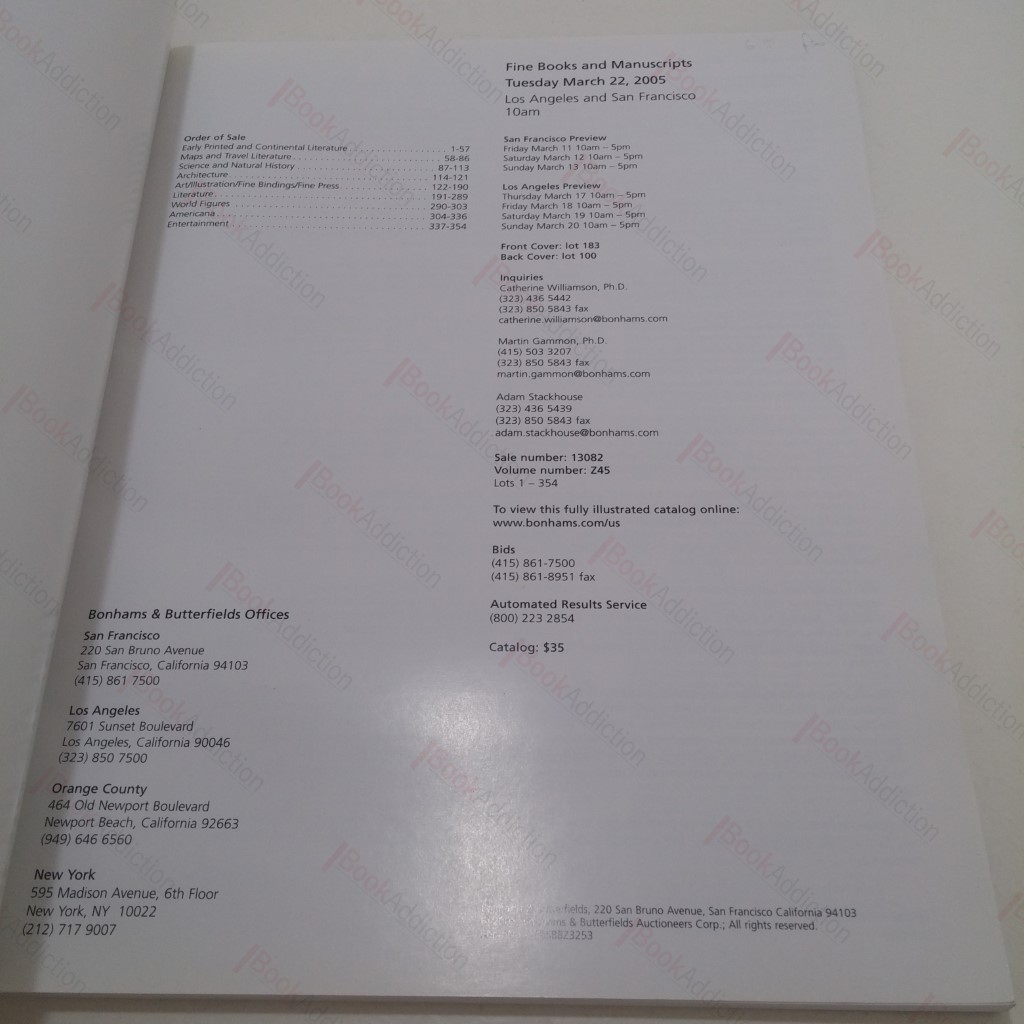 Fine Books and Manuscripts
Tuesday March 22, 2005
Los Angeles and San Francisco
10am
Order of Sale
Early Printed and Continental Literature . . . . . . . . . . . . . . . . . . 1-57
Maps and Travel Literature . . . . . . . . . . . . . . . . . . . . . . . . . . . 58-86
Science and Natural History . . . . . . . . . . . . . . . . . . . . . . . . . 87-113
Architecture . . . . . . . . . . . . . . . . . . . . . . . . . . . . . . . . . . . . . 114-121
Art/Illustration/Fine Bindings/Fine Press . . . . . . . . . . . . . . . . 122-190
Literature . . . . . . . . . . . . . . . . . . . . . . . . . . . . . . . . . . . . . . 191-289
World Figures . . . . . . . . . . . . . . . . . . . . . . . . . . . . . . . . . . . 290-303
Americana . . . . . . . . . . . . . . . . . . . . . . . . . . . . . . . . . . . . . 304-336
Entertainment . . . . . . . . . . . . . . . . . . . . . . . . . . . . . . . . . . 337-354
San Francisco Preview
Friday March 11 10am – 5pm
Saturday March 12 10am – 5pm
Sunday March 13 10am – 5pm
Los Angeles Preview
Thursday March 17 10am – 5pm
Friday March 18 10am – 5pm
Saturday March 19 10am – 5pm
Sunday March 20 10am – 5pm
Front Cover: lot 183
Back Cover: lot 100
Inquiries
Catherine Williamson, Ph.D.
(323) 436 5442
(323) 850 5843 fax
catherine.williamson@bonhams.com
Martin Gammon, Ph.D.
(415) 503 3207
(323) 850 5843 fax
martin.gammon@bonhams.com
Adam Stackhouse
(323) 436 5439
(323) 850 5843 fax
adam.stackhouse@bonhams.com
Sale number: 13082
Volume number: Z45
Lots 1 – 354
To view this fully illustrated catalog online:
www.bonhams.com/us
Bids
(415) 861-7500
(415) 861-8951 fax
Automated Results Service
(800) 223 2854
Catalog: $35
Bonhams & Butterfields Offices
San Francisco
220 San Bruno Avenue
San Francisco, California 94103
(415) 861 7500
Los Angeles
7601 Sunset Boulevard
Los Angeles, California 90046
(323) 850 7500
Orange County
464 Old Newport Boulevard
Newport Beach, California 92663
(949) 646 6560
New York
595 Madison Avenue, 6th Floor
New York, NY 10022
(212) 717 9007
220 San Bruno Avenue, San Francisco California 94103
& Butterfields Auctioneers Corp.; All rights reserved.
BookAddiction